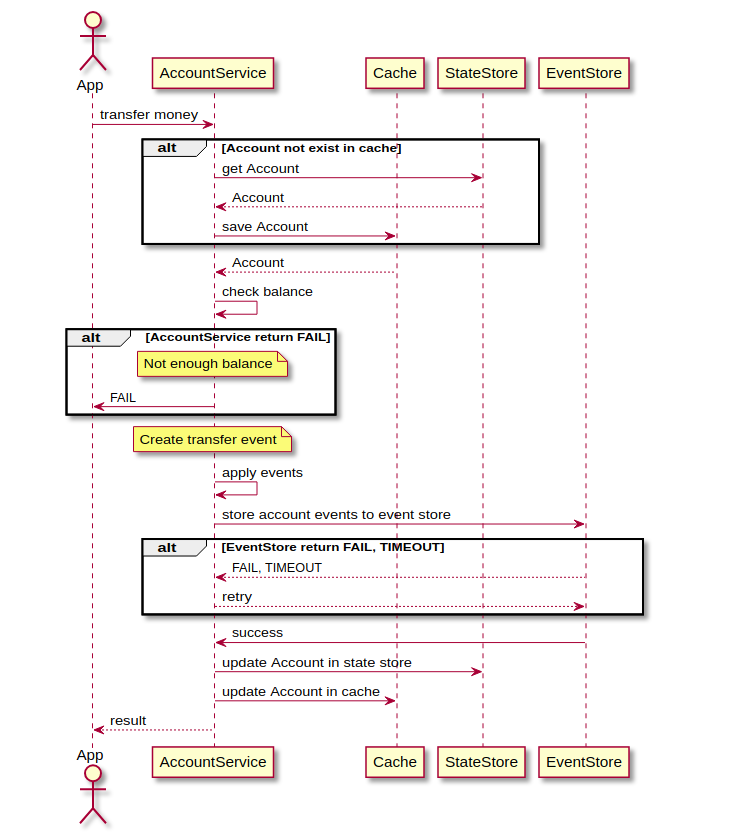 App
AccountService
Cache
StateStore
EventStore
transfer money
alt
[Account not exist in cache]
get Account
Account
save Account
Account
check balance
alt
[AccountService return FAIL]
Not enough balance
FAIL
Create transfer event
apply events
store account events to event store
alt
[EventStore return FAIL, TIMEOUT]
FAIL, TIMEOUT
retry
success
update Account in state store
update Account in cache
result
App
AccountService
Cache
StateStore
EventStore